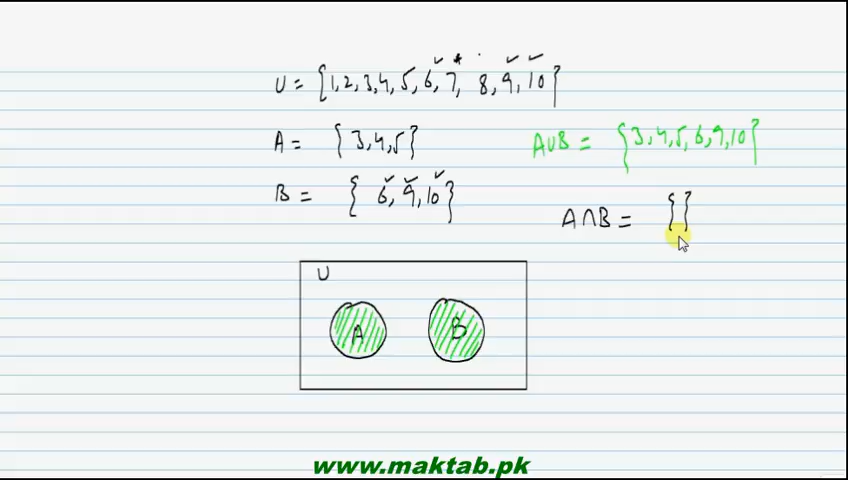 U = {1,2,3,4,5,6,7,8,9,10}
A = {3,4,5}
A∪B = {3,4,5,6,9,10}
B = {6,9,10}
A∩B = {}
U
A
B
www.maktab.pk